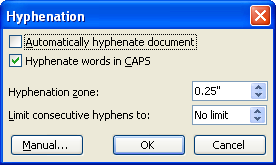 Hyphenation
Automatically hyphenate document
Hyphenate words in CAPS
Hyphenation zone: 0.25"
Limit consecutive hyphens to: No limit
Manual... OK Cancel